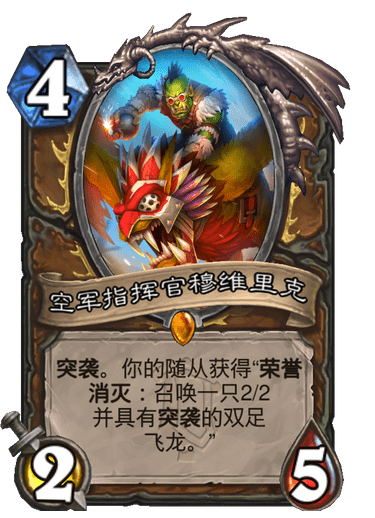 4
空军指挥官穆维里克
突袭。你的随从获得“荣誉
消灭：召唤一只2/2
并具有突袭的双足
飞龙。”
2
5